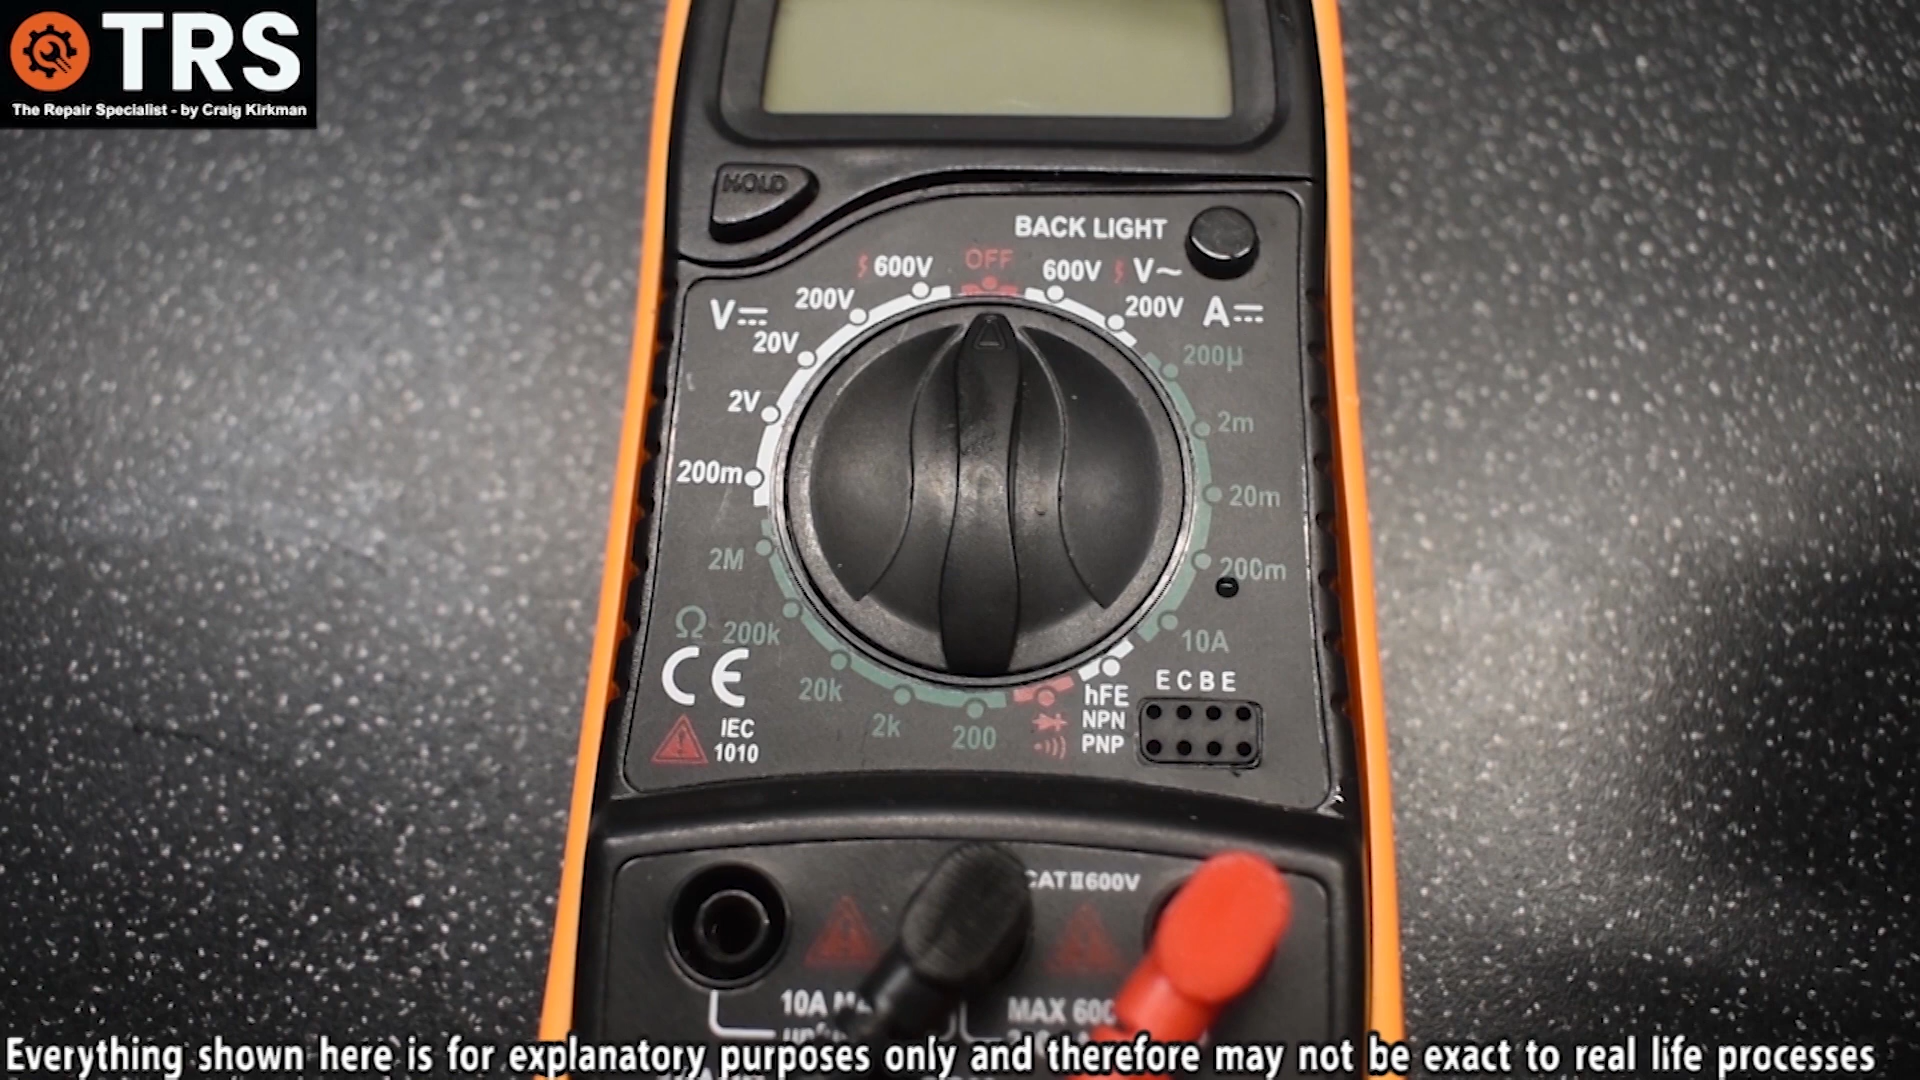 TRS
The Repair Specialist - by Craig Kirkman
HOLD
BACK LIGHT
600V OFF 600V V~
200V 200V
V A
20V 200µ
2V 2m
200m 20m
2M 200m
Ω 200k 10A
CE
20k hFE E C B E
2k 200 NPN
IEC PNP
1010
CAT II 600V
10A
MAX
Everything shown here is for explanatory purposes only and therefore may not be exact to real life processes